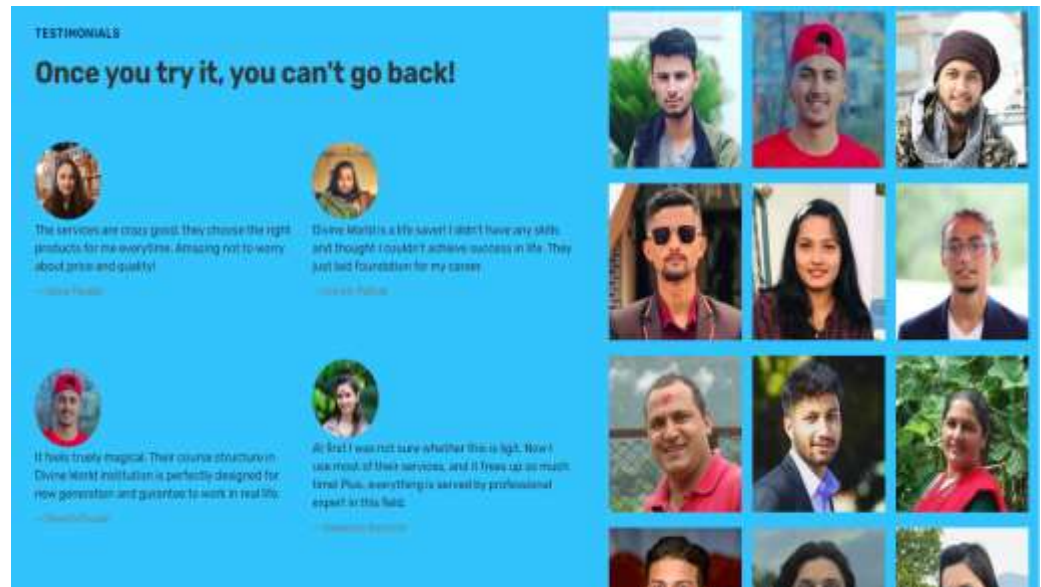 TESTIMONIALS
Once you try it, you can't go back!
The services are crazy good, they choose the right
products for me everytime. Amazing not to worry
about price and quality!
Divine World is a life saver! I didn't have any skills
and thought I couldn't achieve success in life. They
just laid foundation for my career.
It feels truely magical. Their course structure in
Divine World Institution is perfectly designed for
new generation and gurantee to work in real life.
At first I was not sure whether this is legit. Now I
use most of their services, and it frees up so much
time! Plus, everything is served by professional
expert in this field.